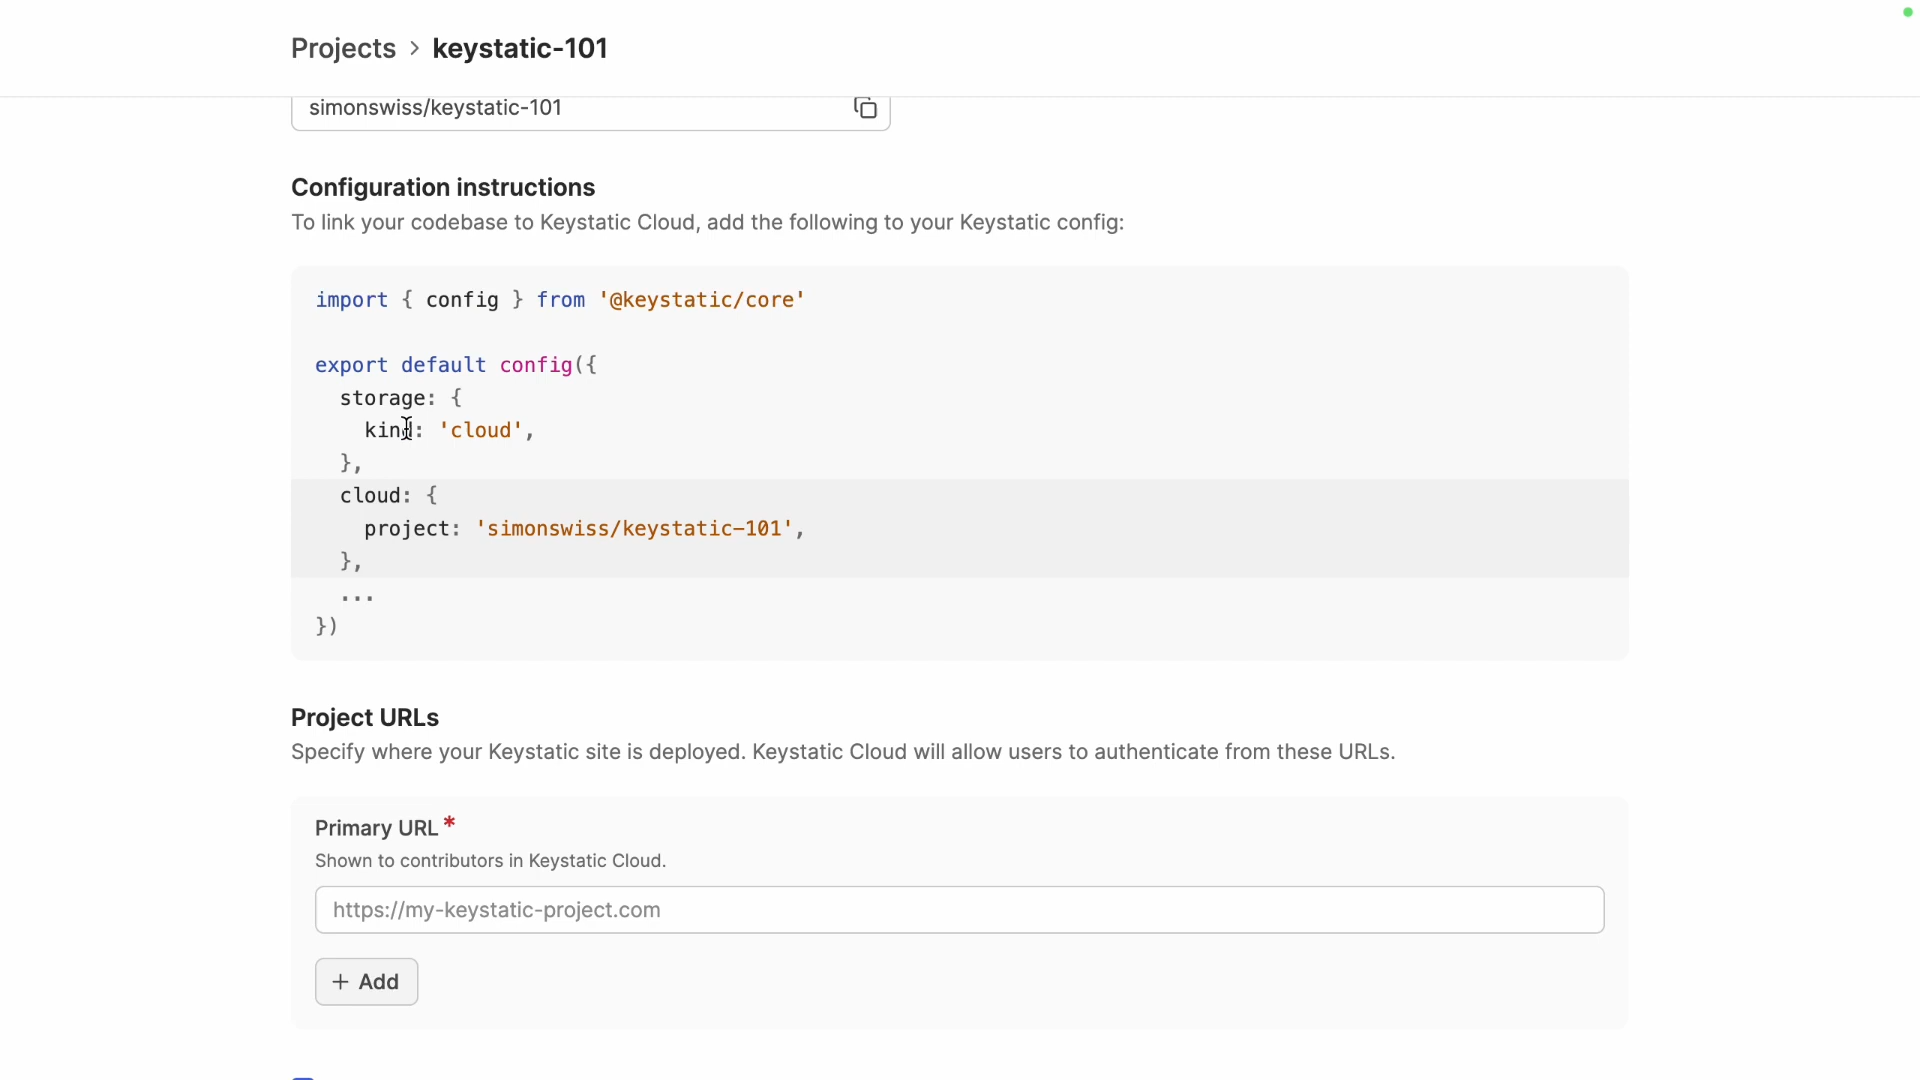 Projects > keystatic-101
simonswiss/keystatic-101
Configuration instructions
To link your codebase to Keystatic Cloud, add the following to your Keystatic config:
import { config } from '@keystatic/core'
export default config({
  storage: {
    kind: 'cloud',
  },
  cloud: {
    project: 'simonswiss/keystatic-101',
  },
  ...
})
Project URLs
Specify where your Keystatic site is deployed. Keystatic Cloud will allow users to authenticate from these URLs.
Primary URL *
Shown to contributors in Keystatic Cloud.
https://my-keystatic-project.com
+ Add